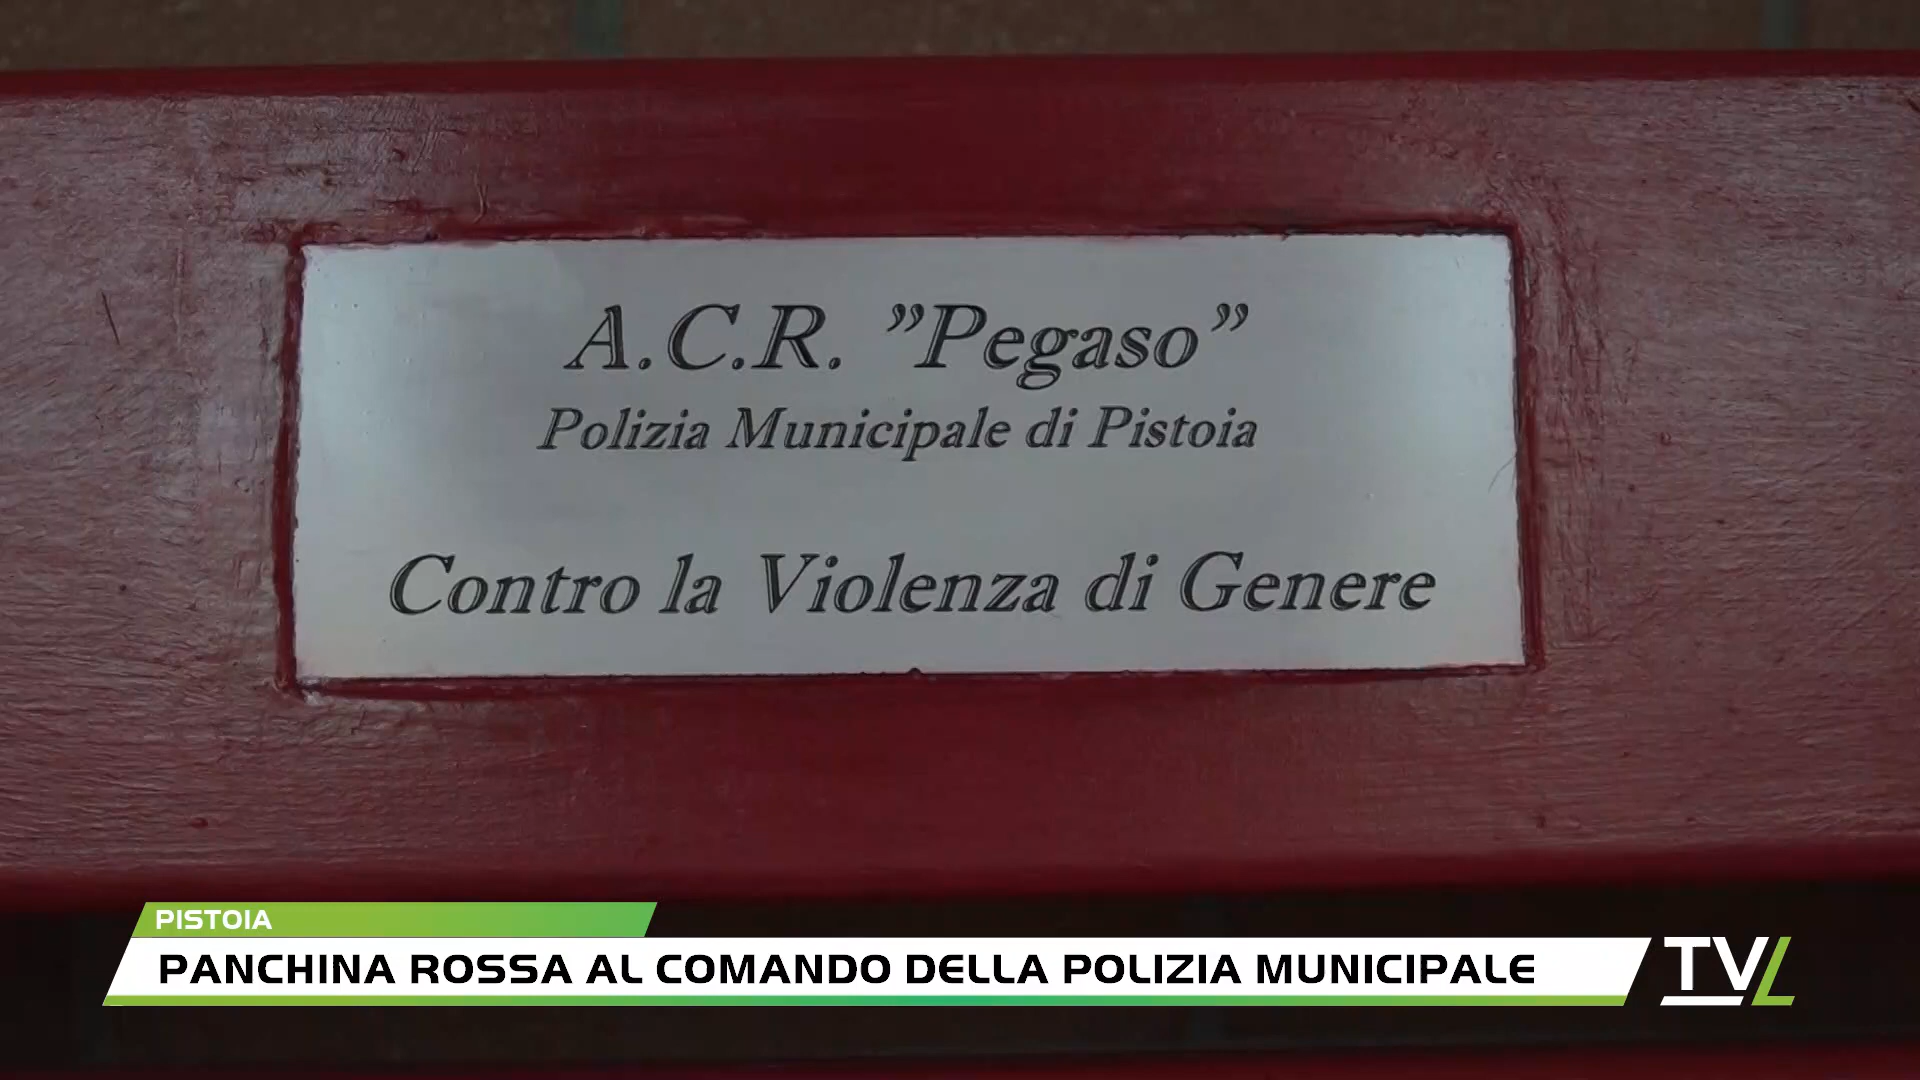 A.C.R. ”Pegaso”
Polizia Municipale di Pistoia
Contro la Violenza di Genere
PISTOIA
PANCHINA ROSSA AL COMANDO DELLA POLIZIA MUNICIPALE
TVL